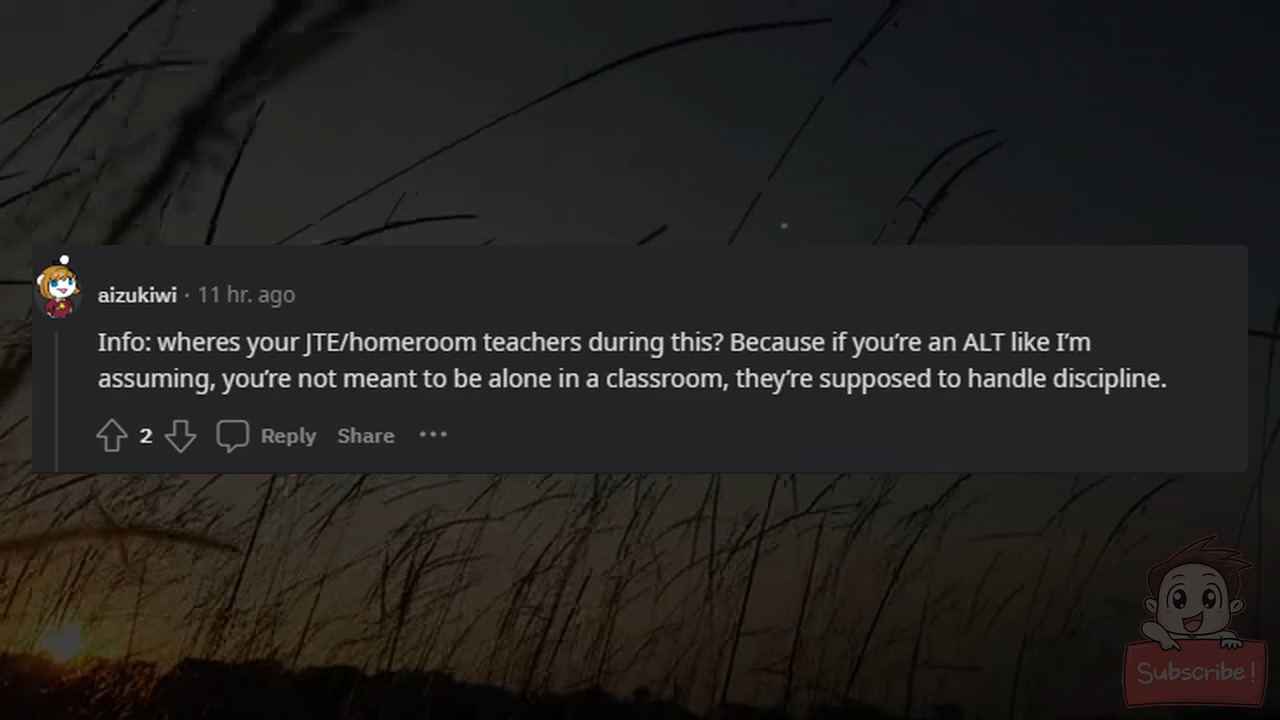 aizukiwi · 11 hr. ago
Info: wheres your JTE/homeroom teachers during this? Because if you’re an ALT like I’m
assuming, you’re not meant to be alone in a classroom, they’re supposed to handle discipline.
2 Reply Share ···
Subscribe!